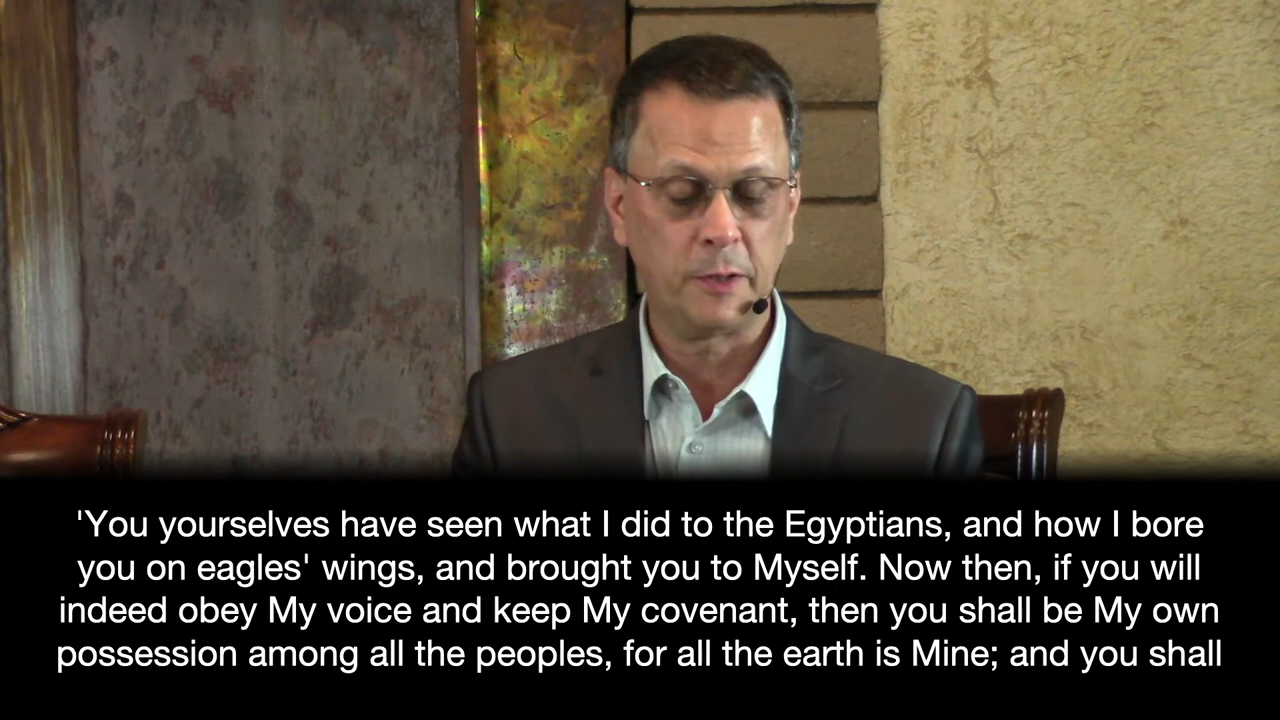 'You yourselves have seen what I did to the Egyptians, and how I bore
you on eagles' wings, and brought you to Myself. Now then, if you will
indeed obey My voice and keep My covenant, then you shall be My own
possession among all the peoples, for all the earth is Mine; and you shall